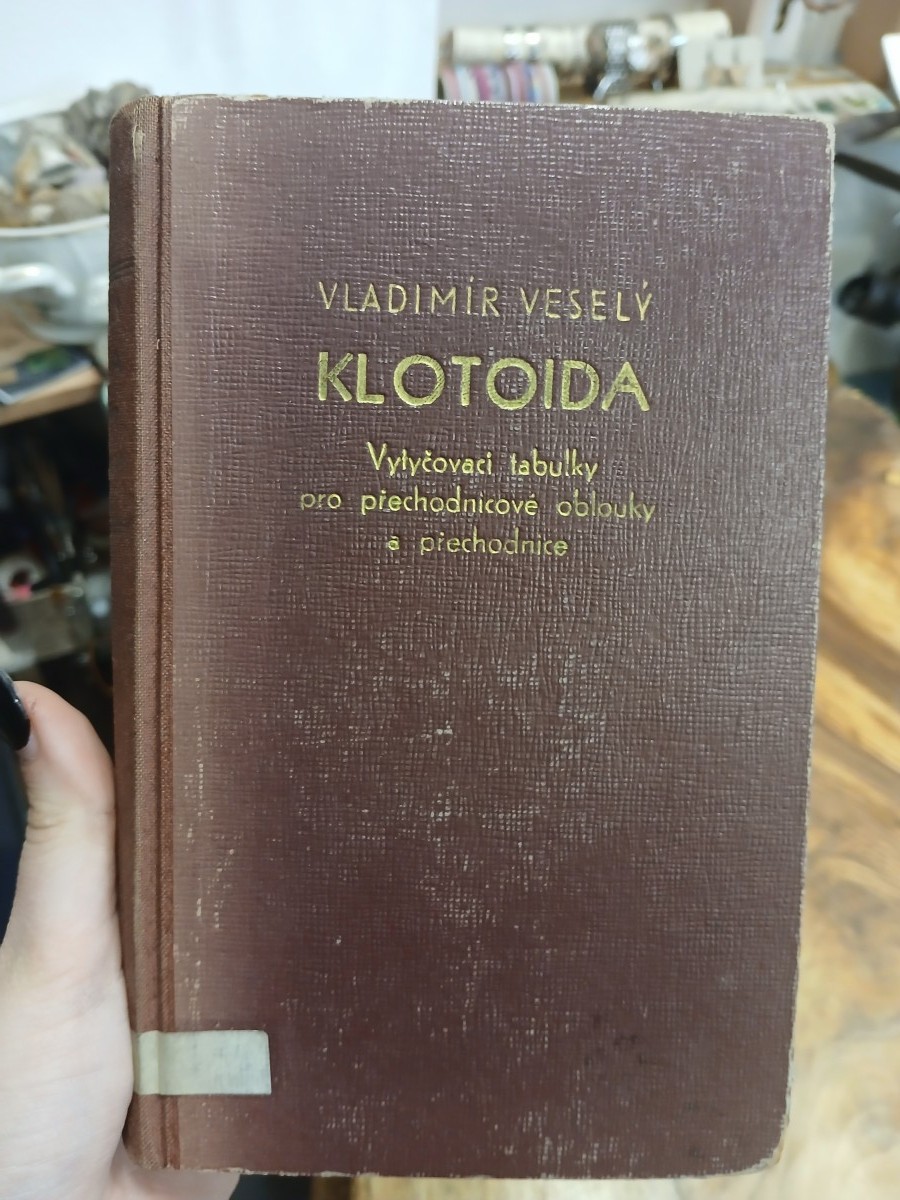 VLADIMÍR VESELÝ
KLOTOIDA
Vytyčovací tabulky
pro přechodnicové oblouky
a přechodnice